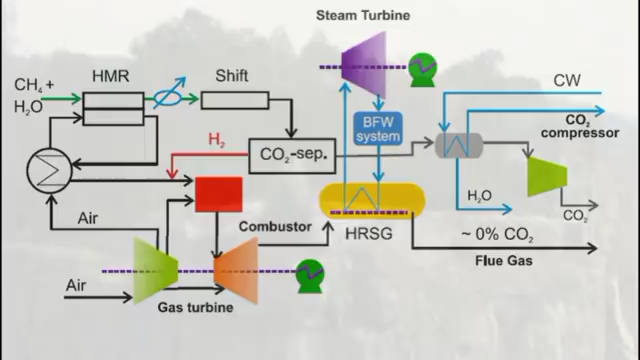 Steam Turbine
CH₄ +
H₂O
HMR
Shift
CW
BFW
system
CO₂
compressor
H₂
CO₂-sep.
H₂O
CO₂
Air
Combustor
HRSG
~ 0% CO₂
Flue Gas
Air
Gas turbine